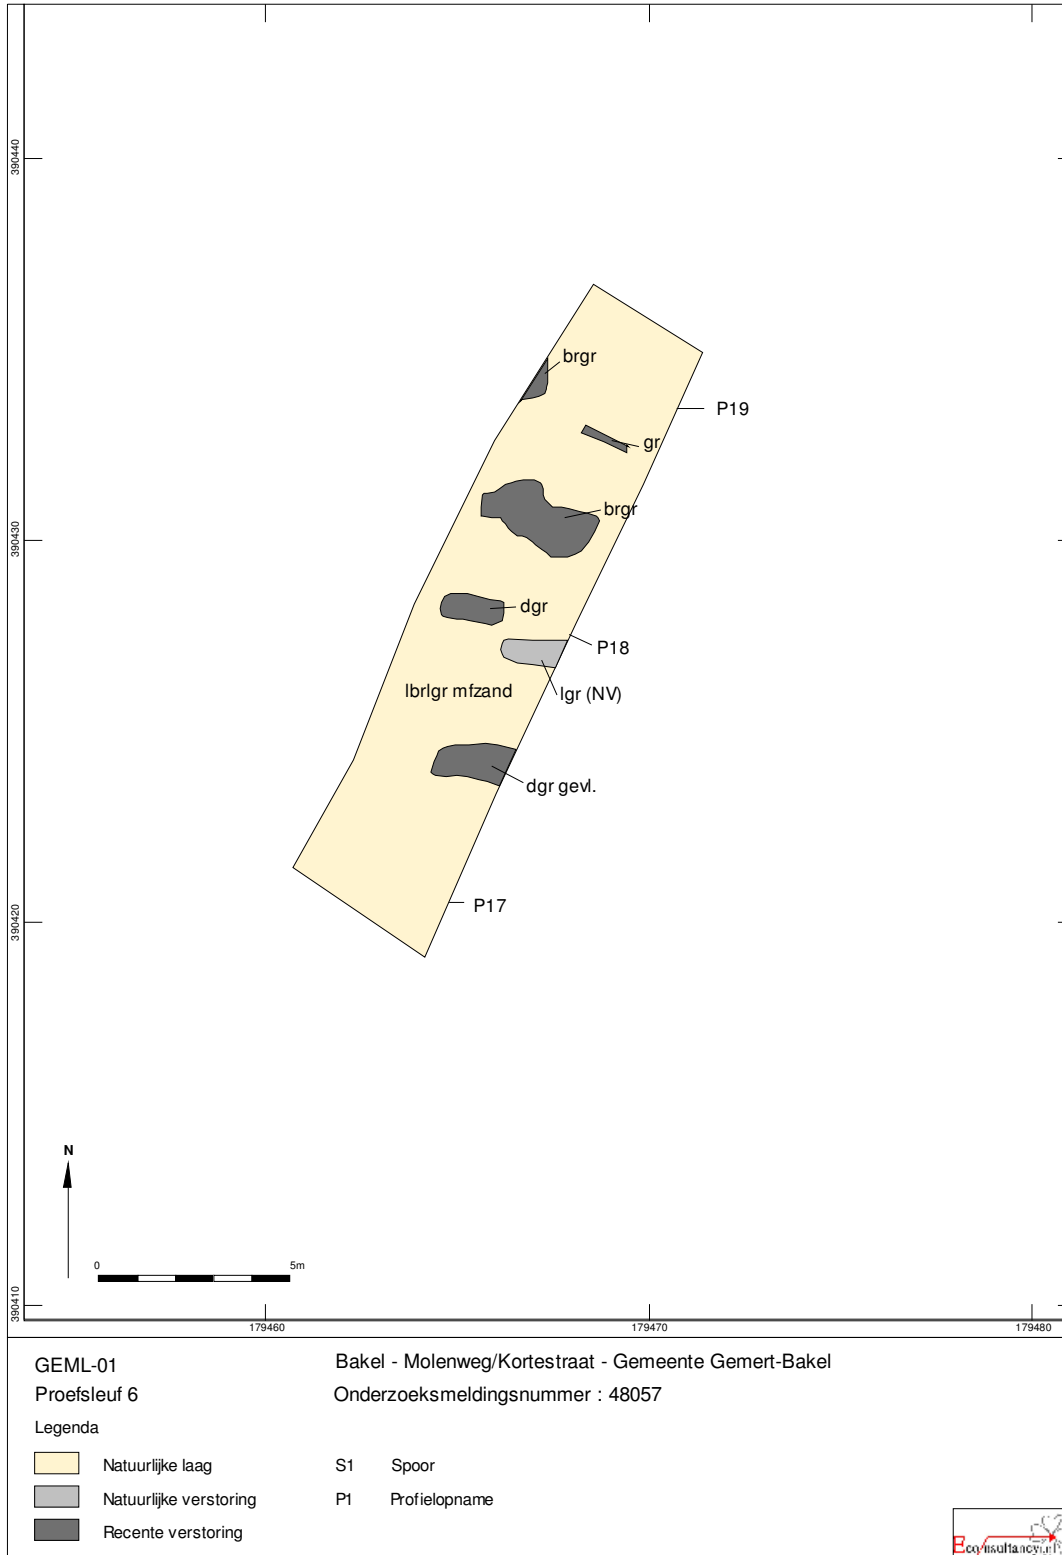 390440
brgr
P19
gr
brgr
390430
dgr
P18
lbrlgr mfzand
lgr (NV)
dgr gevl.
P17
390420
N
0 5m
390410
179460 179470 179480
GEML-01 Bakel - Molenweg/Kortestraat - Gemeente Gemert-Bakel
Proefsleuf 6 Onderzoeksmeldingsnummer : 48057
Legenda
Natuurlijke laag S1 Spoor
Natuurlijke verstoring P1 Profielopname
Recente verstoring